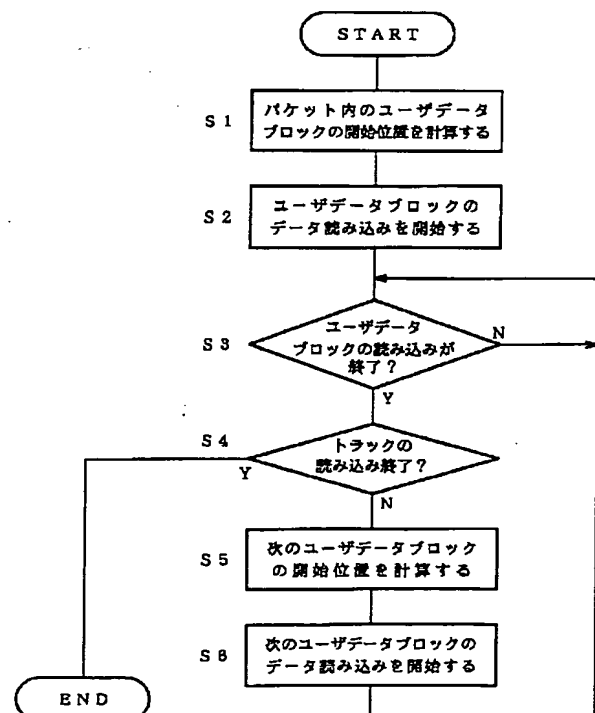 START
S1
パケット内のユーザデータ
ブロックの開始位置を計算する
S2
ユーザデータブロックの
データ読み込みを開始する
S3
ユーザデータ
ブロックの読み込みが
終了?
N
Y
S4
トラックの
読み込み終了?
Y
N
S5
次のユーザデータブロック
の開始位置を計算する
S6
次のユーザデータブロックの
データ読み込みを開始する
END